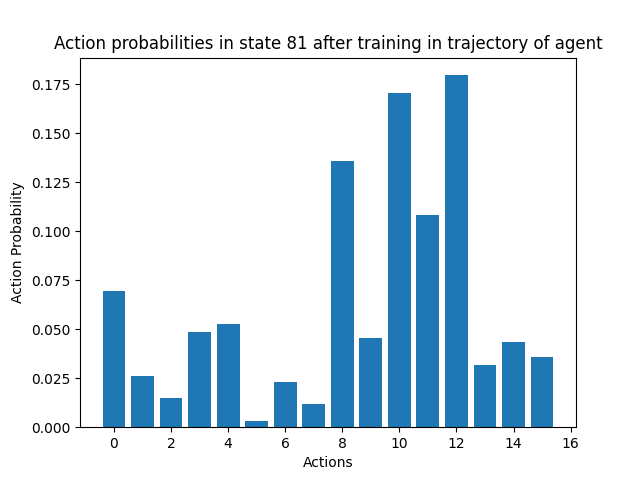 Action probabilities in state 81 after training in trajectory of agent
0.175
0.150
0.125
0.100
0.075
0.050
0.025
0.000
Action Probability
0 2 4 6 8 10 12 14 16
Actions